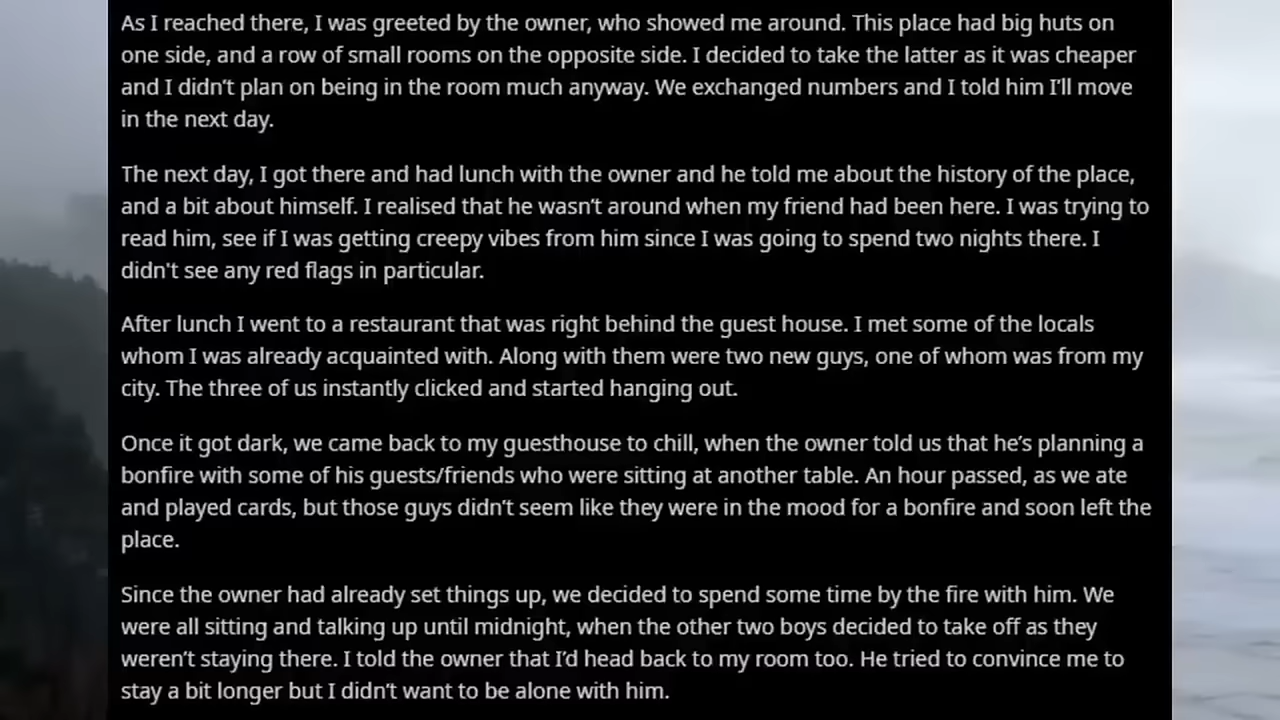 As I reached there, I was greeted by the owner, who showed me around. This place had big huts on
one side, and a row of small rooms on the opposite side. I decided to take the latter as it was cheaper
and I didn't plan on being in the room much anyway. We exchanged numbers and I told him I'll move
in the next day.
The next day, I got there and had lunch with the owner and he told me about the history of the place,
and a bit about himself. I realised that he wasn't around when my friend had been here. I was trying to
read him, see if I was getting creepy vibes from him since I was going to spend two nights there. I
didn't see any red flags in particular.
After lunch I went to a restaurant that was right behind the guest house. I met some of the locals
whom I was already acquainted with. Along with them were two new guys, one of whom was from my
city. The three of us instantly clicked and started hanging out.
Once it got dark, we came back to my guesthouse to chill, when the owner told us that he's planning a
bonfire with some of his guests/friends who were sitting at another table. An hour passed, as we ate
and played cards, but those guys didn't seem like they were in the mood for a bonfire and soon left the
place.
Since the owner had already set things up, we decided to spend some time by the fire with him. We
were all sitting and talking up until midnight, when the other two boys decided to take off as they
weren't staying there. I told the owner that I'd head back to my room too. He tried to convince me to
stay a bit longer but I didn't want to be alone with him.